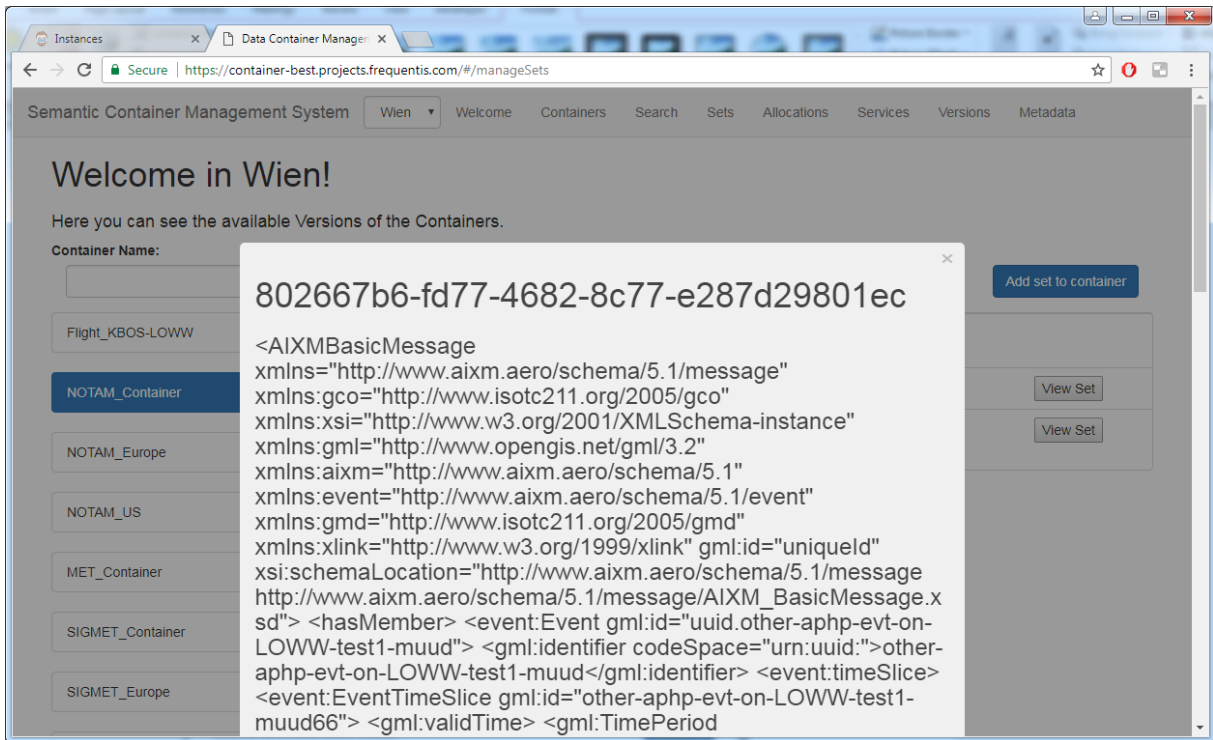 Instances
Data Container Manager
Secure | https://container-best.projects.frequentis.com/#/manageSets
Semantic Container Management System Wien Welcome Containers Search Sets Allocations Services Versions Metadata
Welcome in Wien!
Here you can see the available Versions of the Containers.
Container Name:
Add set to container
Flight_KBOS-LOWW
NOTAM_Container
View Set
NOTAM_Europe
View Set
NOTAM_US
MET_Container
SIGMET_Container
SIGMET_Europe
802667b6-fd77-4682-8c77-e287d29801ec
<AIXMBasicMessage
xmlns="http://www.aixm.aero/schema/5.1/message"
xmlns:gco="http://www.isotc211.org/2005/gco"
xmlns:xsi="http://www.w3.org/2001/XMLSchema-instance"
xmlns:gml="http://www.opengis.net/gml/3.2"
xmlns:aixm="http://www.aixm.aero/schema/5.1"
xmlns:event="http://www.aixm.aero/schema/5.1/event"
xmlns:gmd="http://www.isotc211.org/2005/gmd"
xmlns:xlink="http://www.w3.org/1999/xlink" gml:id="uniqueId"
xsi:schemaLocation="http://www.aixm.aero/schema/5.1/message
http://www.aixm.aero/schema/5.1/message/AIXM_BasicMessage.x
sd"> <hasMember> <event:Event gml:id="uuid.other-aphp-evt-on-
LOWW-test1-muud"> <gml:identifier codeSpace="urn:uuid:">other-
aphp-evt-on-LOWW-test1-muud</gml:identifier> <event:timeSlice>
<event:EventTimeSlice gml:id="other-aphp-evt-on-LOWW-test1-
muud66"> <gml:validTime> <gml:TimePeriod